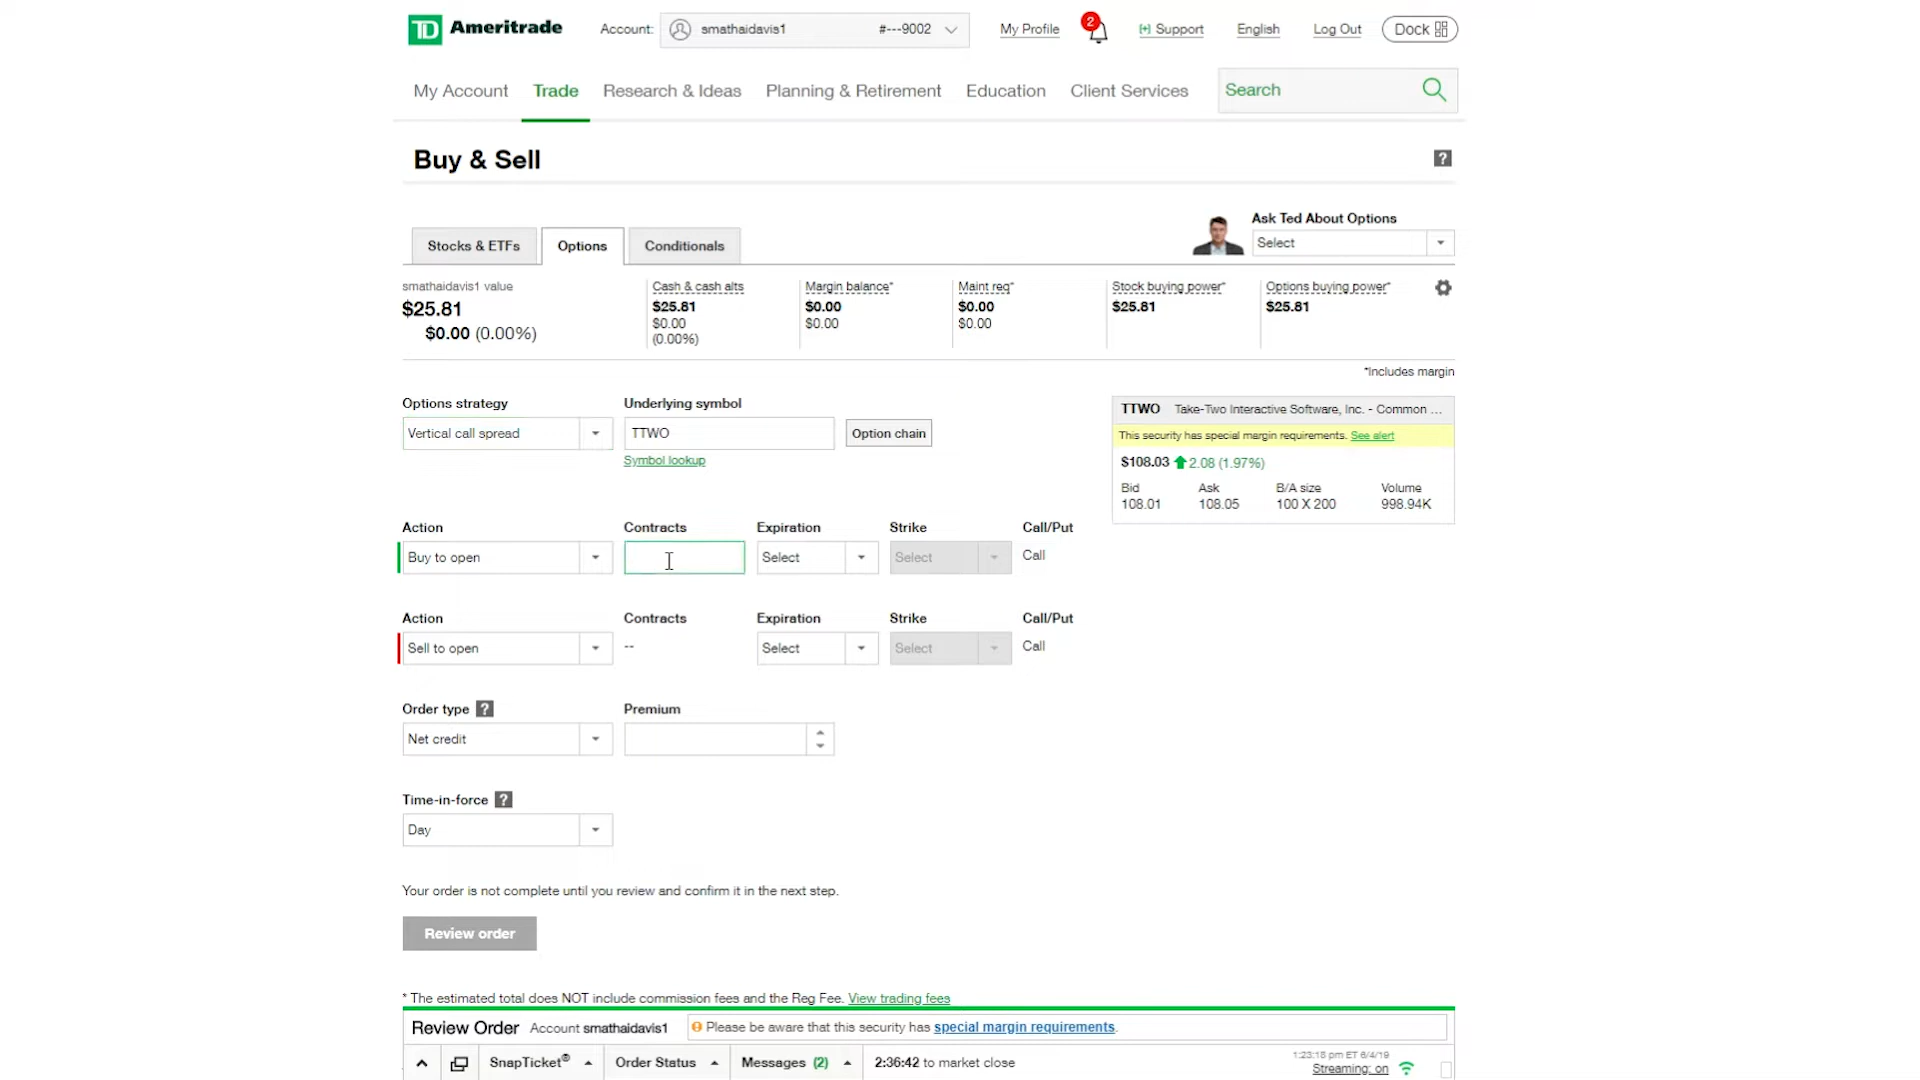 TD Ameritrade
Account: smathaidavis1 #---9002
My Profile
2
Support
English
Log Out
Dock
My Account Trade Research & Ideas Planning & Retirement Education Client Services
Search
Buy & Sell
?
Ask Ted About Options
Select
Stocks & ETFs Options Conditionals
smathaidavis1 value
$25.81
$0.00 (0.00%)
Cash & cash alts
$25.81
$0.00
(0.00%)
Margin balance*
$0.00
$0.00
Maint req*
$0.00
$0.00
Stock buying power*
$25.81
Options buying power*
$25.81
*Includes margin
Options strategy
Vertical call spread
Underlying symbol
TTWO
Option chain
Symbol lookup
TTWO Take-Two Interactive Software, Inc. - Common ...
This security has special margin requirements. See alert
$108.03 2.08 (1.97%)
Bid Ask B/A size Volume
108.01 108.05 100 X 200 998.94K
Action Contracts Expiration Strike Call/Put
Buy to open Select Select Call
Action Contracts Expiration Strike Call/Put
Sell to open -- Select Select Call
Order type ? Premium
Net credit
Time-in-force ?
Day
Your order is not complete until you review and confirm it in the next step.
Review order
* The estimated total does NOT include commission fees and the Reg Fee. View trading fees
Review Order Account smathaidavis1 Please be aware that this security has special margin requirements.
SnapTicket® Order Status Messages (2) 2:36:42 to market close
1:23:18 pm ET 6/4/19
Streaming: on